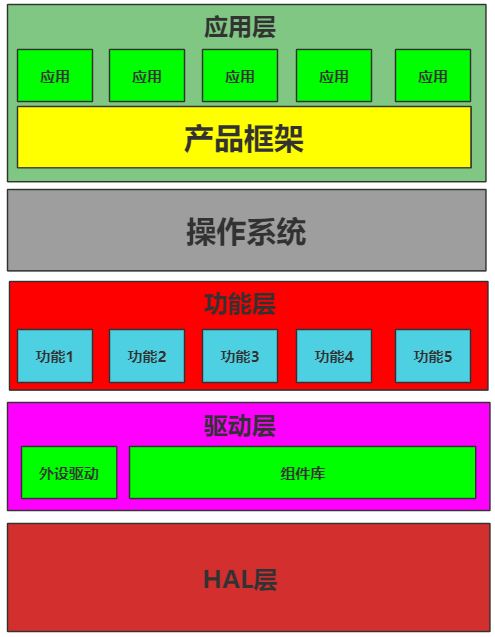 应用层
应用 应用 应用 应用 应用
产品框架
操作系统
功能层
功能1 功能2 功能3 功能4 功能5
驱动层
外设驱动 组件库
HAL层